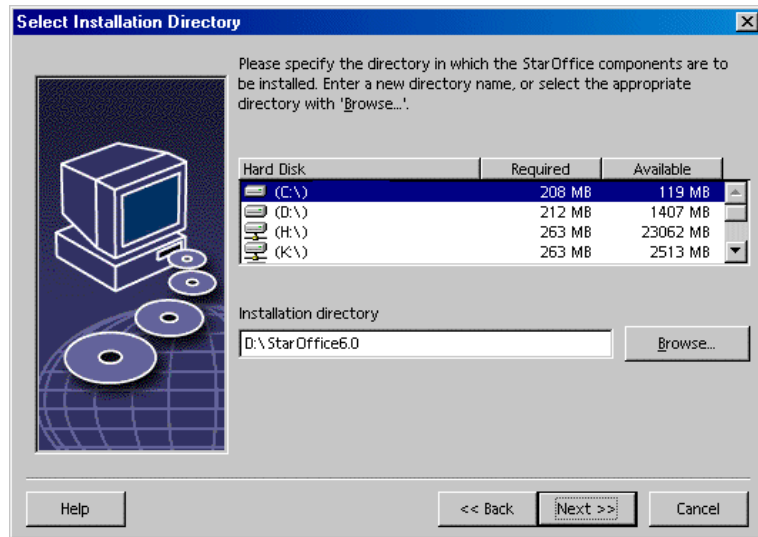 Select Installation Directory
Please specify the directory in which the StarOffice components are to
be installed. Enter a new directory name, or select the appropriate
directory with 'Browse...'.
Hard Disk Required Available
(C:\) 208 MB 119 MB
(D:\) 212 MB 1407 MB
(H:\) 263 MB 23062 MB
(K:\) 263 MB 2513 MB
Installation directory
D:\StarOffice6.0 Browse...
Help << Back Next >> Cancel